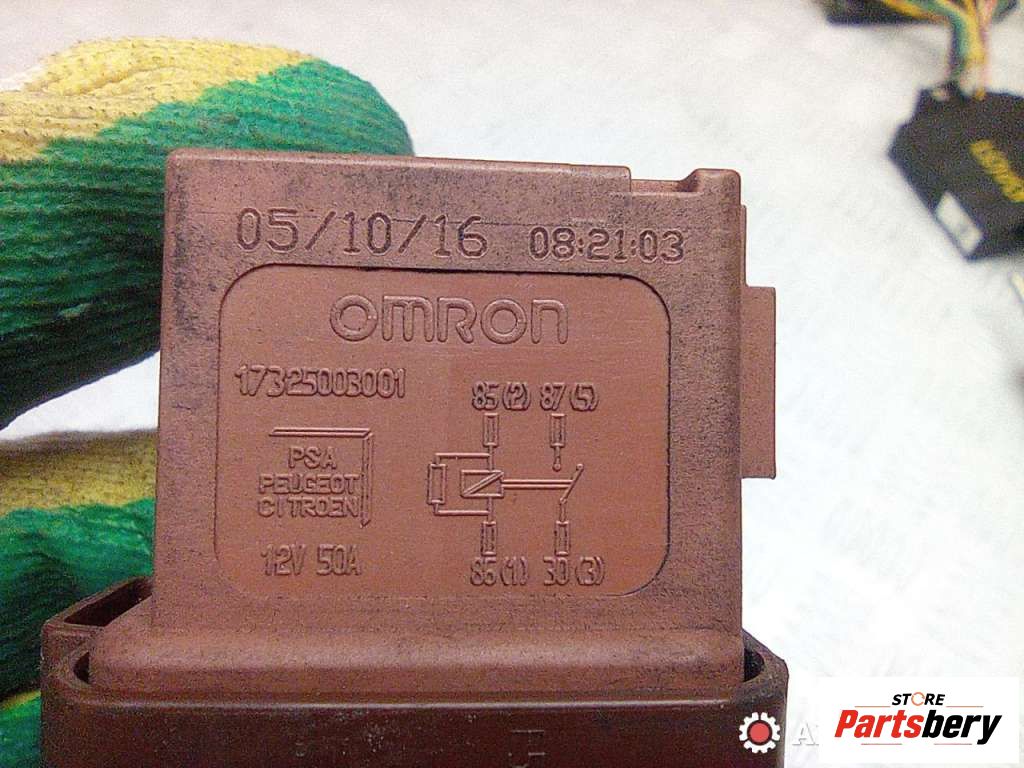 05/10/16 08:21:03
OMRON
17325003001
85(2) 87(5)
PSA
PEUGEOT
CITROEN
12V 50A
86(1) 30(3)
STORE
Partsbery